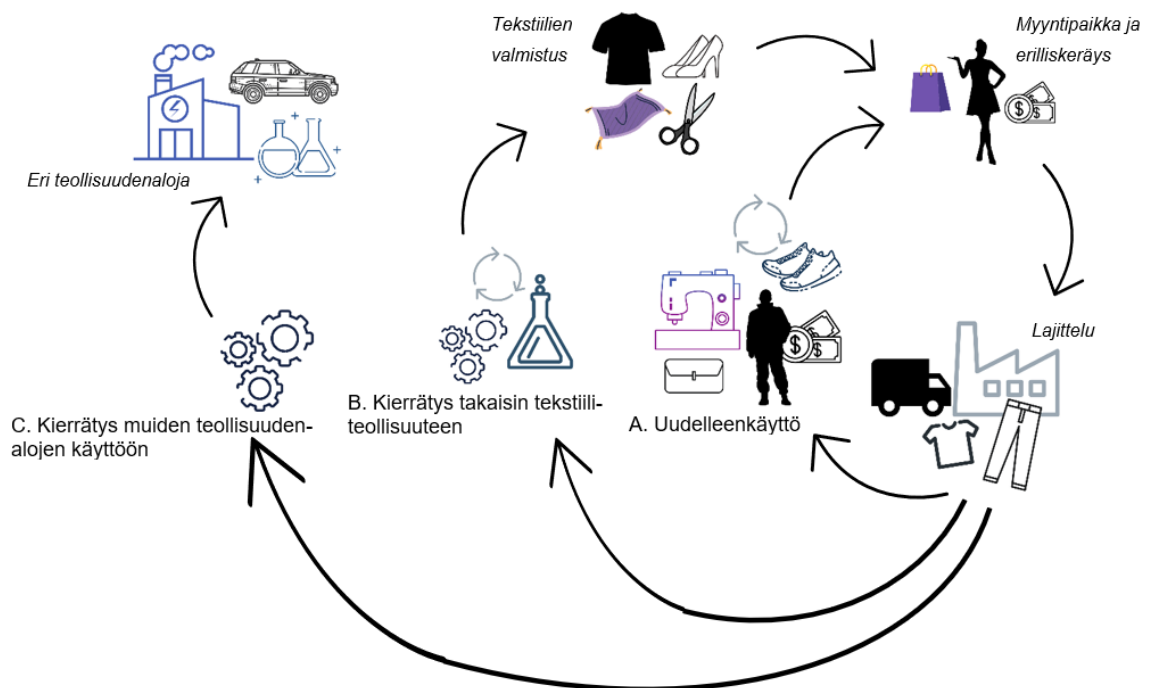 Tekstiilien
valmistus
Myyntipaikka ja
erilliskeräys
Eri teollisuudenaloja
Lajittelu
C. Kierrätys muiden teollisuuden-
alojen käyttöön
B. Kierrätys takaisin tekstiili-
teollisuuteen
A. Uudelleenkäyttö